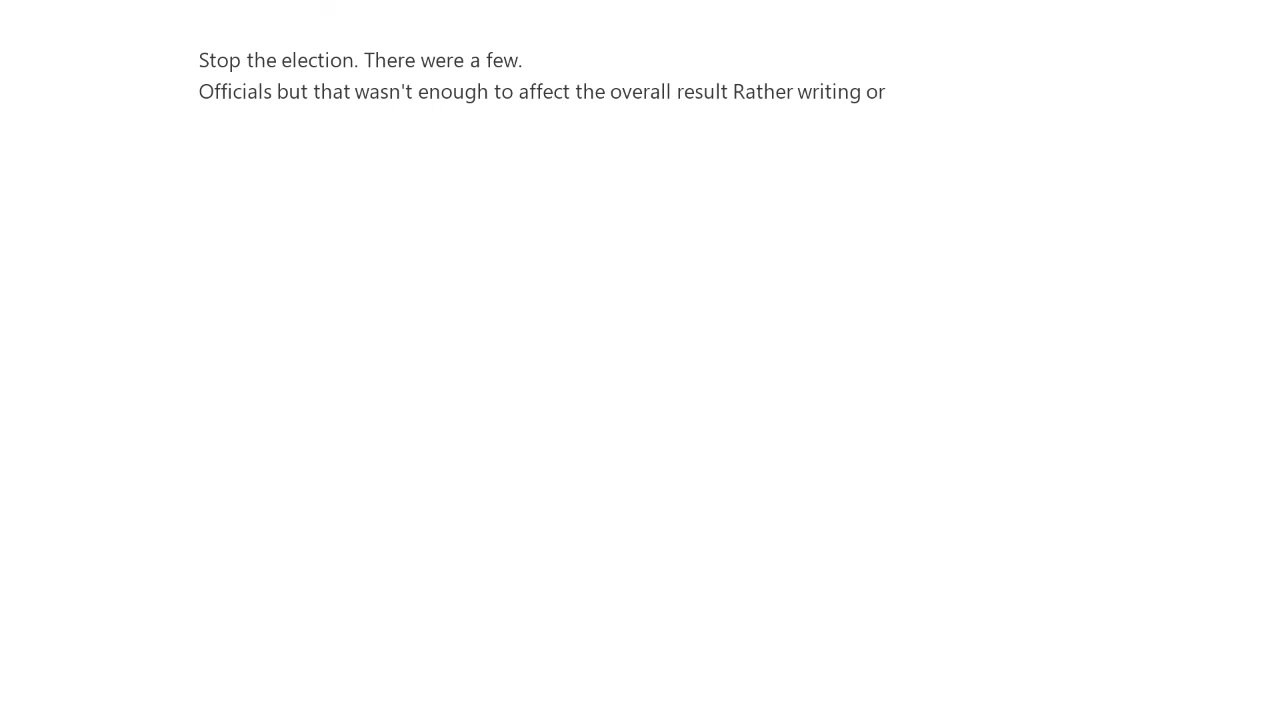 Stop the election. There were a few.
Officials but that wasn't enough to affect the overall result Rather writing or